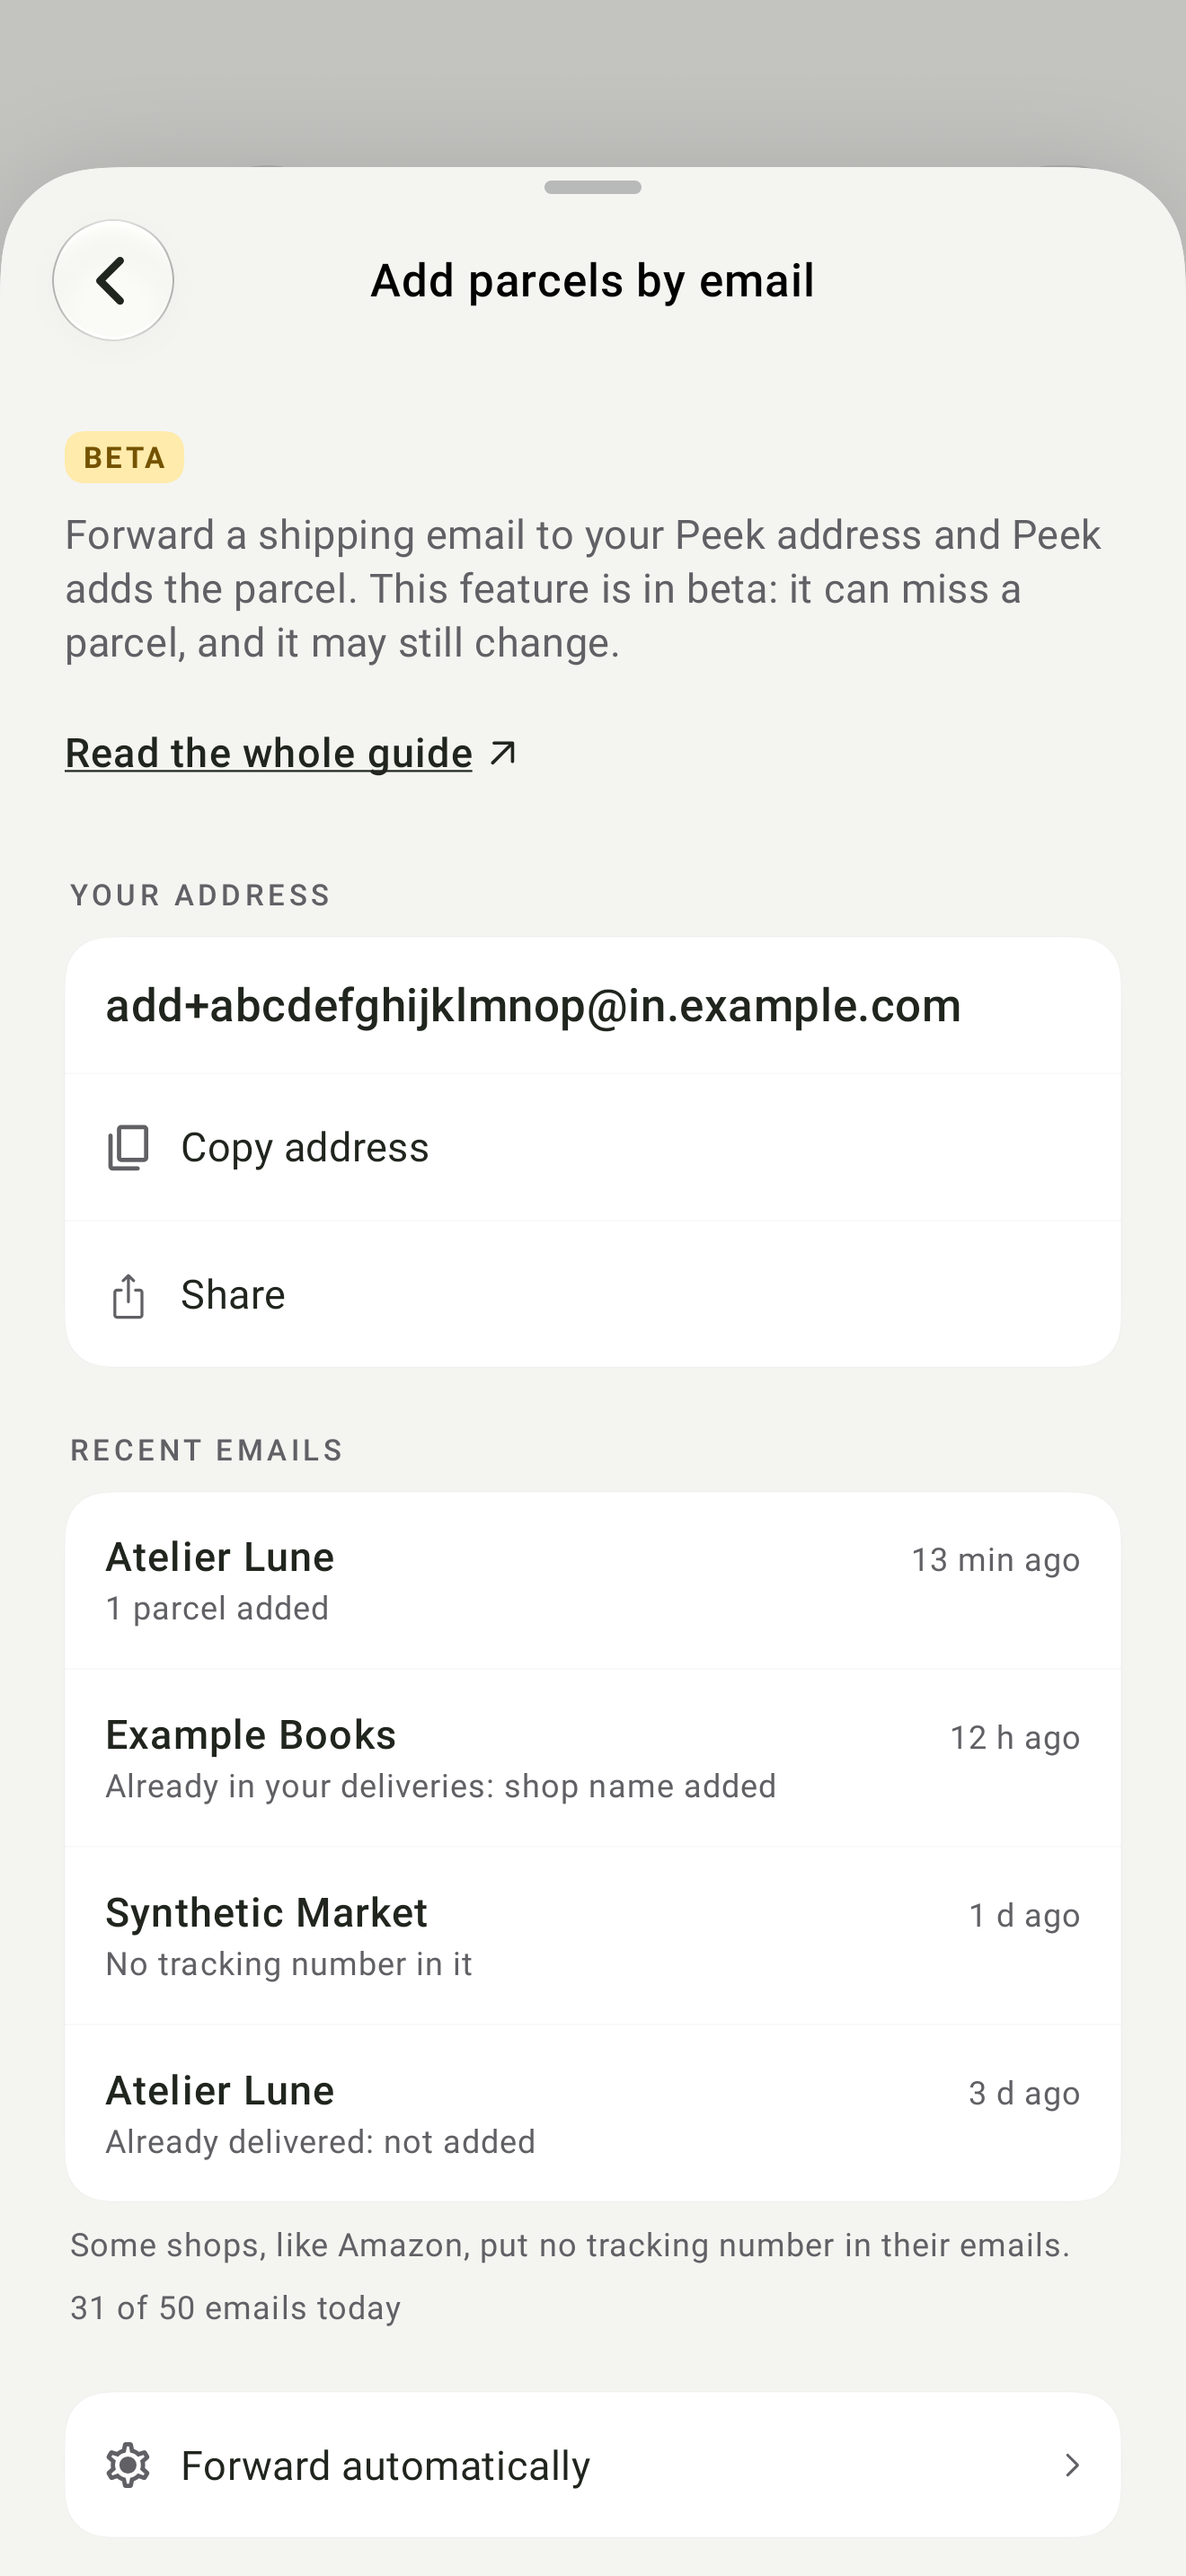 Add parcels by email
BETA
Forward a shipping email to your Peek address and Peek
adds the parcel. This feature is in beta: it can miss a
parcel, and it may still change.
Read the whole guide
YOUR ADDRESS
add+abcdefghijklmnop@in.example.com
Copy address
Share
RECENT EMAILS
Atelier Lune
13 min ago
1 parcel added
Example Books
12 h ago
Already in your deliveries: shop name added
Synthetic Market
1 d ago
No tracking number in it
Atelier Lune
3 d ago
Already delivered: not added
Some shops, like Amazon, put no tracking number in their emails.
31 of 50 emails today
Forward automatically